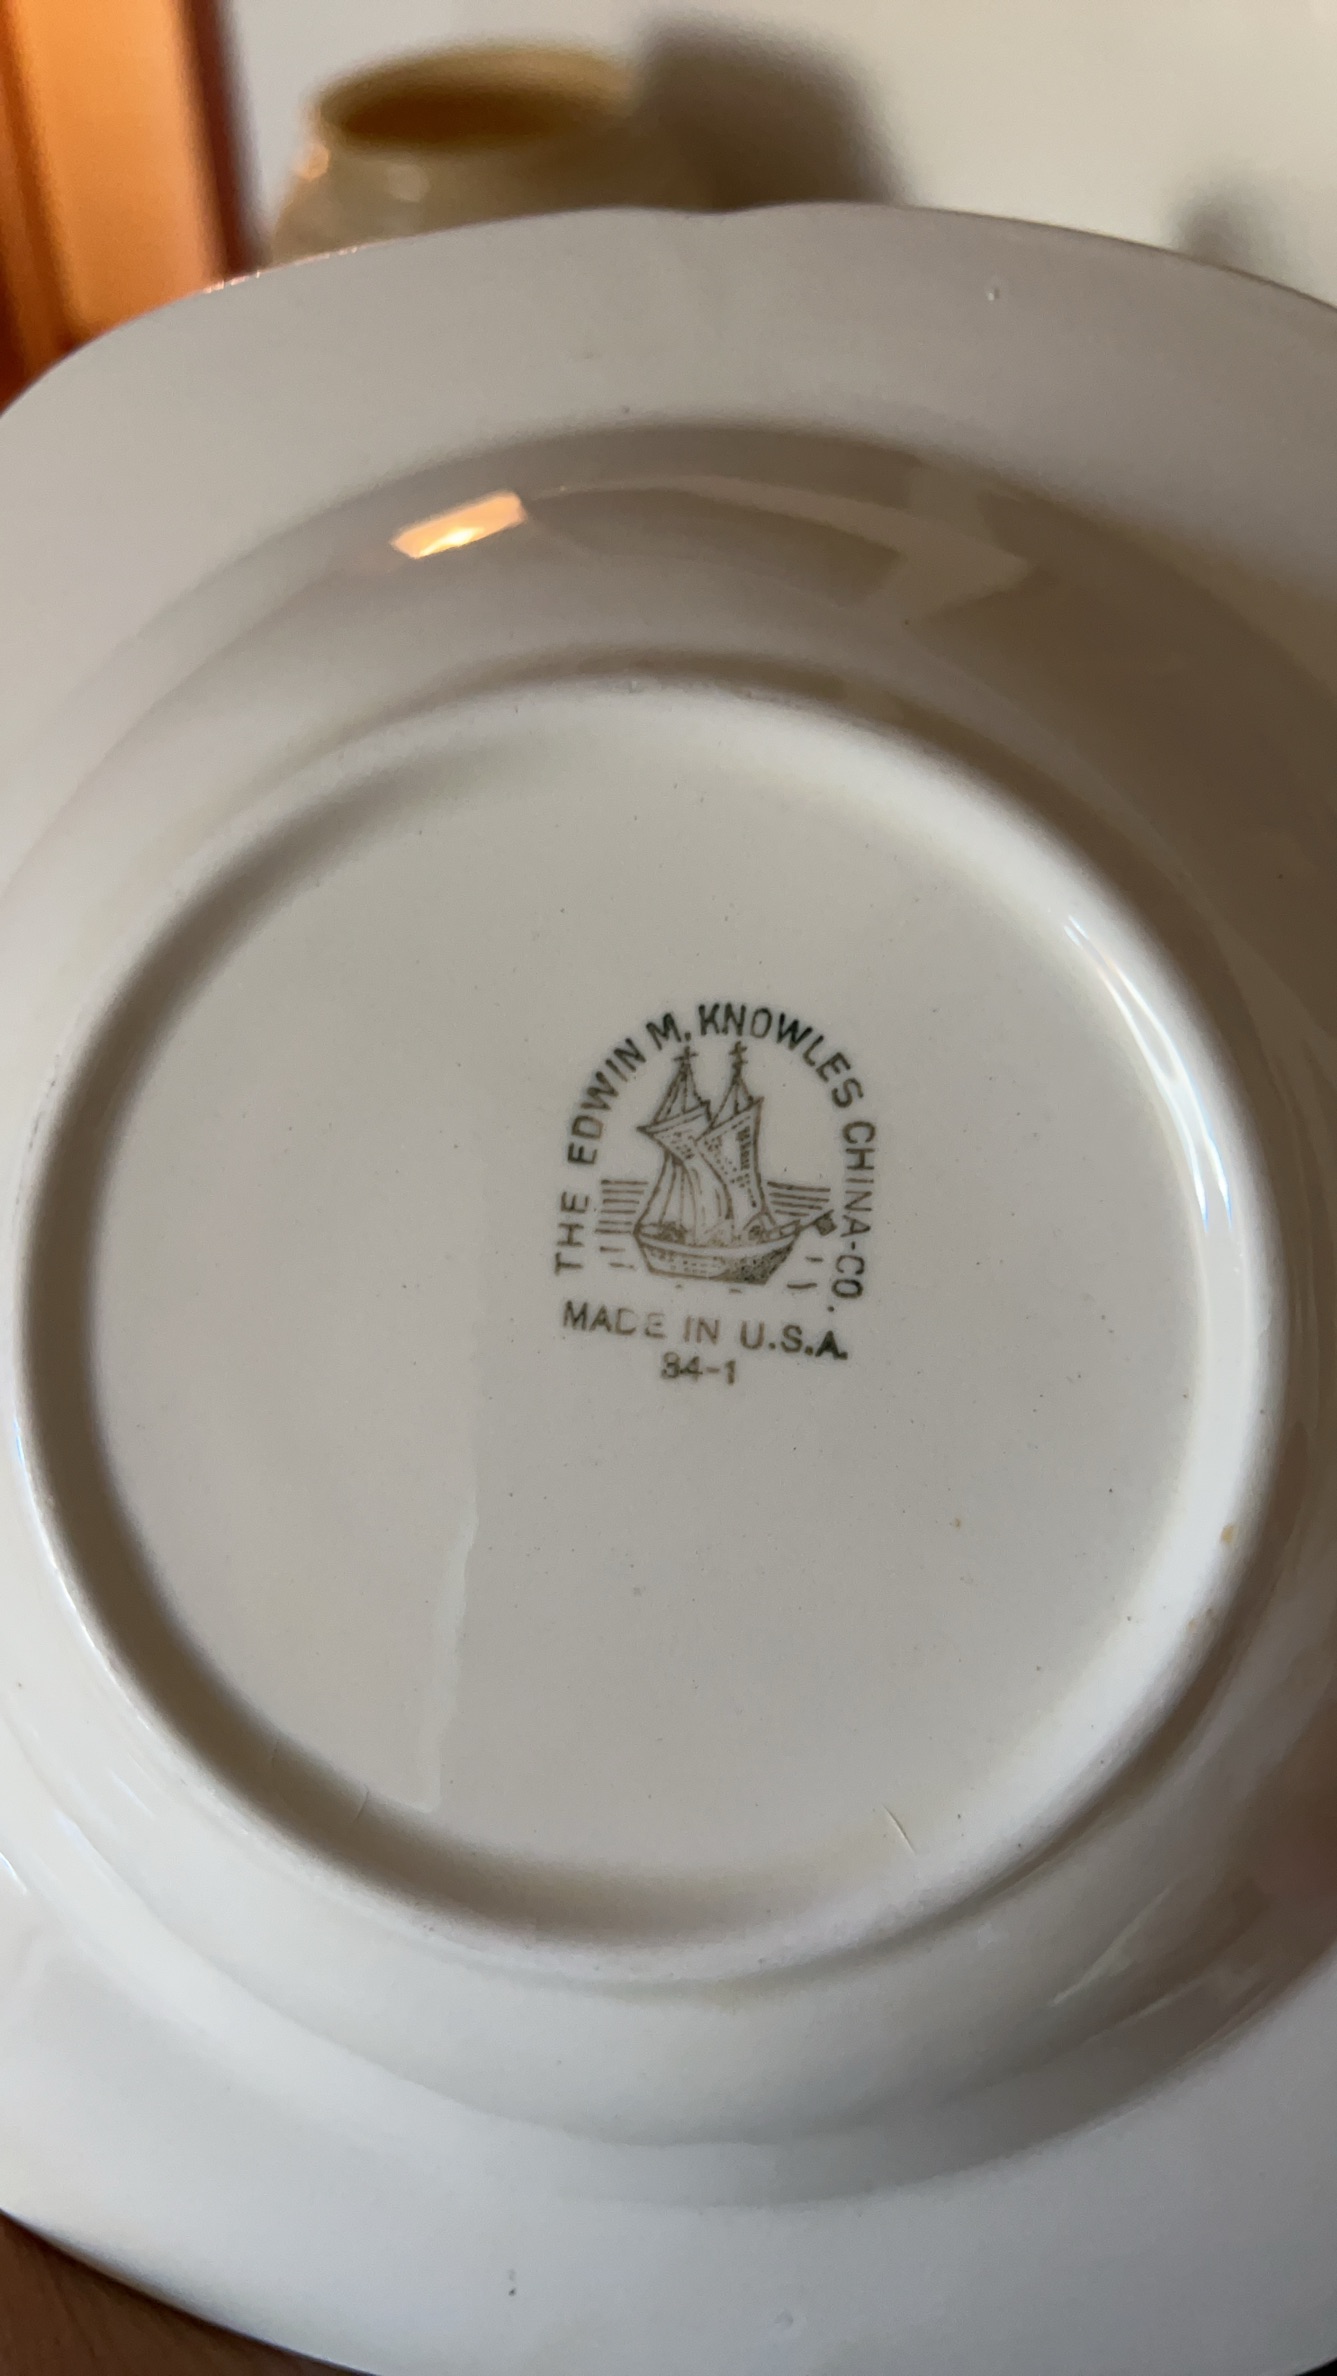 THE EDWIN M. KNOWLES CHINA-CO.
MADE IN U.S.A.
34-1